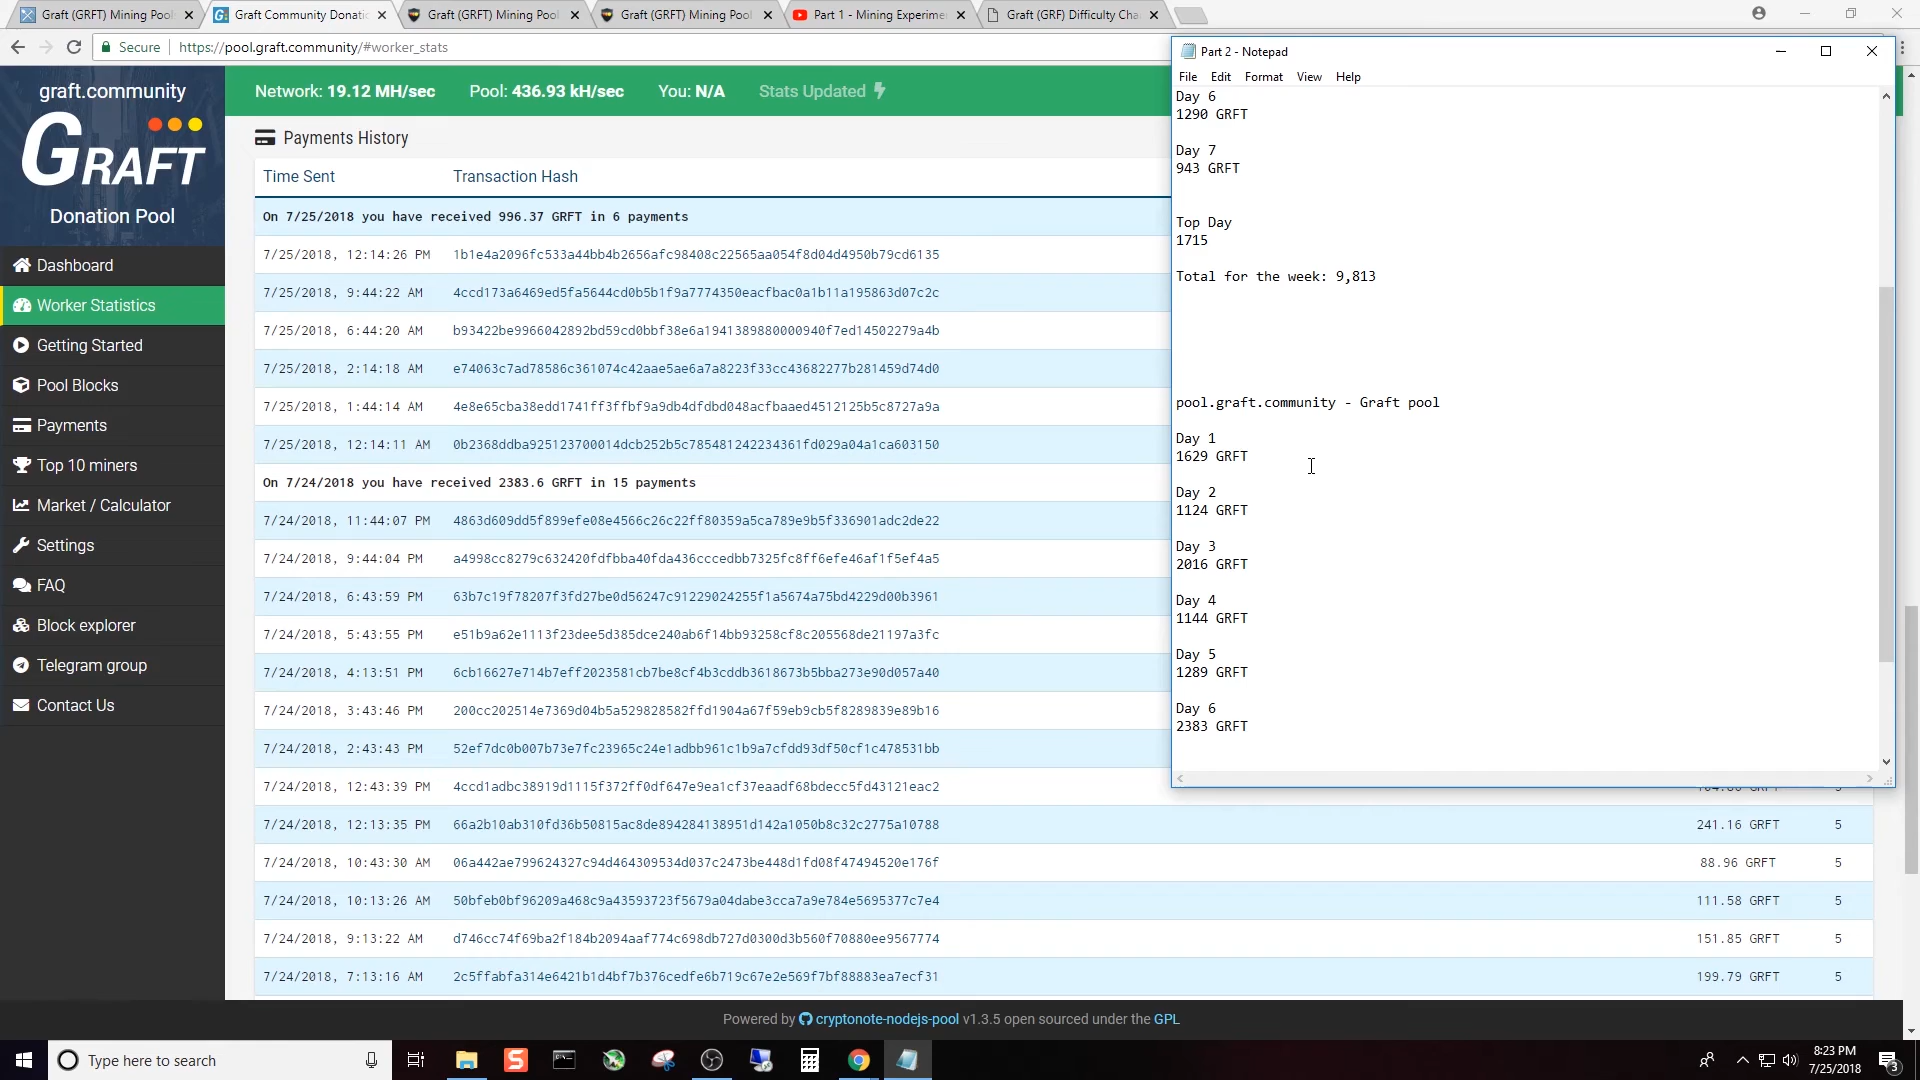 Graft (GRFT) Mining Pool
Graft Community Donati
Graft (GRFT) Mining Pool
Graft (GRFT) Mining Pool
Part 1 - Mining Experime
Graft (GRF) Difficulty Cha
Secure
https://pool.graft.community/#worker_stats
graft.community
GRAFT
Donation Pool
Dashboard
Worker Statistics
Getting Started
Pool Blocks
Payments
Top 10 miners
Market / Calculator
Settings
FAQ
Block explorer
Telegram group
Contact Us
Network: 19.12 MH/sec Pool: 436.93 kH/sec You: N/A Stats Updated
Payments History
Time Sent Transaction Hash
On 7/25/2018 you have received 996.37 GRFT in 6 payments
7/25/2018, 12:14:26 PM 1b1e4a2096fc533a44bb4b2656afc98408c22565aa054f8d04d4950b79cd6135
7/25/2018, 9:44:22 AM 4ccd173a6469ed5fa5644cd0b5b1f9a7774350eacfbac0a1b11a195863d07c2c
7/25/2018, 6:44:20 AM b93422be9966042892bd59cd0bbf38e6a1941389880000940f7ed14502279a4b
7/25/2018, 2:14:18 AM e74063c7ad78586c361074c42aae5ae6a7a8223f33cc43682277b281459d74d0
7/25/2018, 1:44:14 AM 4e8e65cba38edd1741ff3ffbf9a9db4dfdbd048acfbaaed4512125b5c8727a9a
7/25/2018, 12:14:11 AM 0b2368ddba925123700014dcb252b5c785481242234361fd029a04a1ca603150
On 7/24/2018 you have received 2383.6 GRFT in 15 payments
7/24/2018, 11:44:07 PM 4863d609dd5f899efe08e4566c26c22ff80359a5ca789e9b5f336901adc2de22
7/24/2018, 9:44:04 PM a4998cc8279c632420fdfbba40fda436cccedbb7325fc8ff6efe46af1f5ef4a5
7/24/2018, 6:43:59 PM 63b7c19f78207f3fd27be0d56247c91229024255f1a5674a75bd4229d00b3961
7/24/2018, 5:43:55 PM e51b9a62e1113f23dee5d385dce240ab6f14bb93258cf8c205568de21197a3fc
7/24/2018, 4:13:51 PM 6cb16627e714b7eff2023581cb7be8cf4b3cddb3618673b5bba273e90d057a40
7/24/2018, 3:43:46 PM 200cc202514e7369d04b5a529828582ffd1904a67f59eb9cb5f8289839e89b16
7/24/2018, 2:43:43 PM 52ef7dc0b007b73e7fc23965c24e1adbb961c1b9a7cfdd93df50cf1c478531bb
7/24/2018, 12:43:39 PM 4ccd1adbc38919d1115f372ff0df647e9ea1cf37eaadf68bdecc5fd43121eac2
7/24/2018, 12:13:35 PM 66a2b10ab310fd36b50815ac8de894284138951d142a1050b8c32c2775a10788 241.16 GRFT 5
7/24/2018, 10:43:30 AM 06a442ae799624327c94d464309534d037c2473be448d1fd08f47494520e176f 88.96 GRFT 5
7/24/2018, 10:13:26 AM 50bfeb0bf96209a468c9a43593723f5679a04dabe3cca7a9e784e5695377c7e4 111.58 GRFT 5
7/24/2018, 9:13:22 AM d746cc74f69ba2f184b2094aaf774c698db727d0300d3b560f70880ee9567774 151.85 GRFT 5
7/24/2018, 7:13:16 AM 2c5ffabfa314e6421b1d4bf7b376cedfe6b719c67e2e569f7bf88883ea7ecf31 199.79 GRFT 5
Powered by cryptonote-nodejs-pool v1.3.5 open sourced under the GPL
Part 2 - Notepad
File Edit Format View Help
Day 6
1290 GRFT
Day 7
943 GRFT
Top Day
1715
Total for the week: 9,813
pool.graft.community - Graft pool
Day 1
1629 GRFT
Day 2
1124 GRFT
Day 3
2016 GRFT
Day 4
1144 GRFT
Day 5
1289 GRFT
Day 6
2383 GRFT
Type here to search
8:23 PM
7/25/2018
3